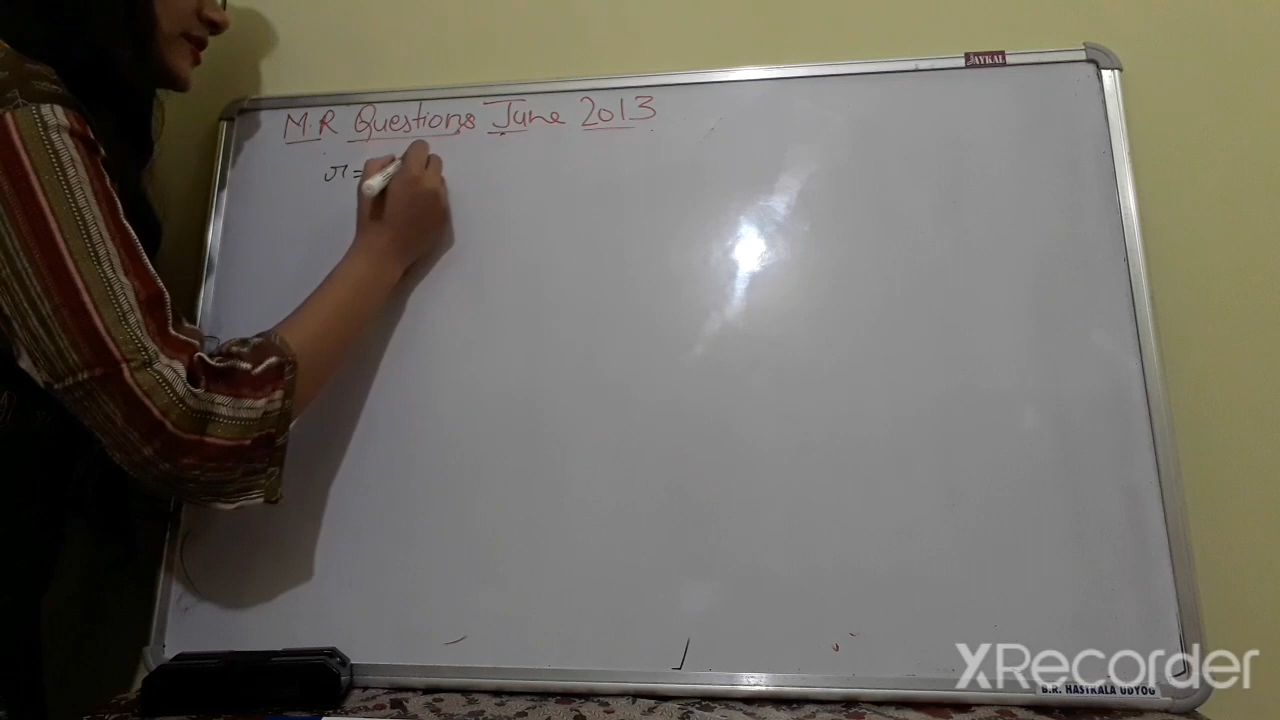 JAYKAL
M.R Questions June 2013
r =
XRecorder
B.R. HASTKALA UDYOG